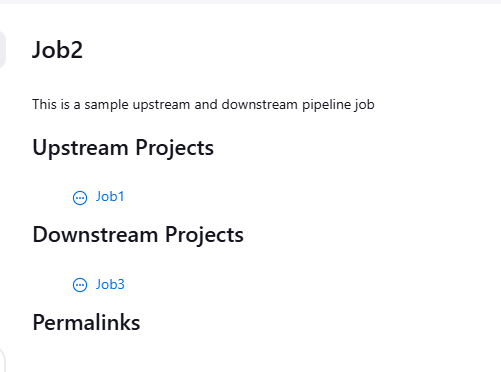 Job2
This is a sample upstream and downstream pipeline job
Upstream Projects
Job1
Downstream Projects
Job3
Permalinks